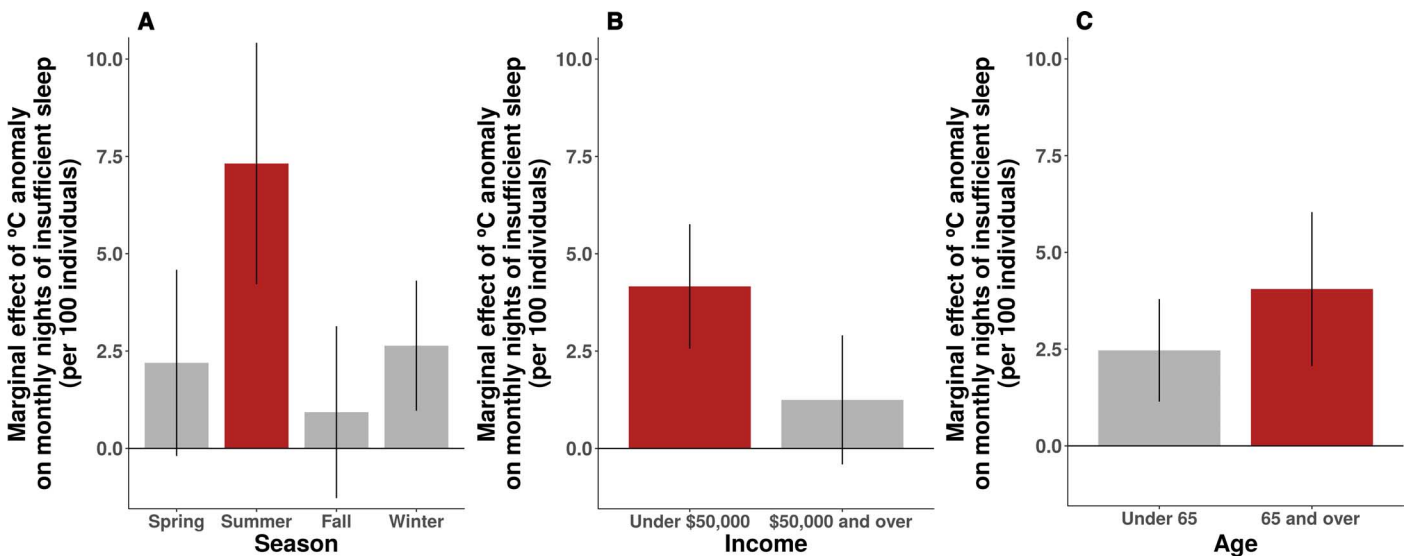 A
Marginal effect of ºC anomaly
on monthly nights of insufficient sleep
(per 100 individuals)
10.0
7.5
5.0
2.5
0.0
Spring Summer Fall Winter
Season
B
Marginal effect of ºC anomaly
on monthly nights of insufficient sleep
(per 100 individuals)
10.0
7.5
5.0
2.5
0.0
Under $50,000 $50,000 and over
Income
C
Marginal effect of ºC anomaly
on monthly nights of insufficient sleep
(per 100 individuals)
10.0
7.5
5.0
2.5
0.0
Under 65 65 and over
Age